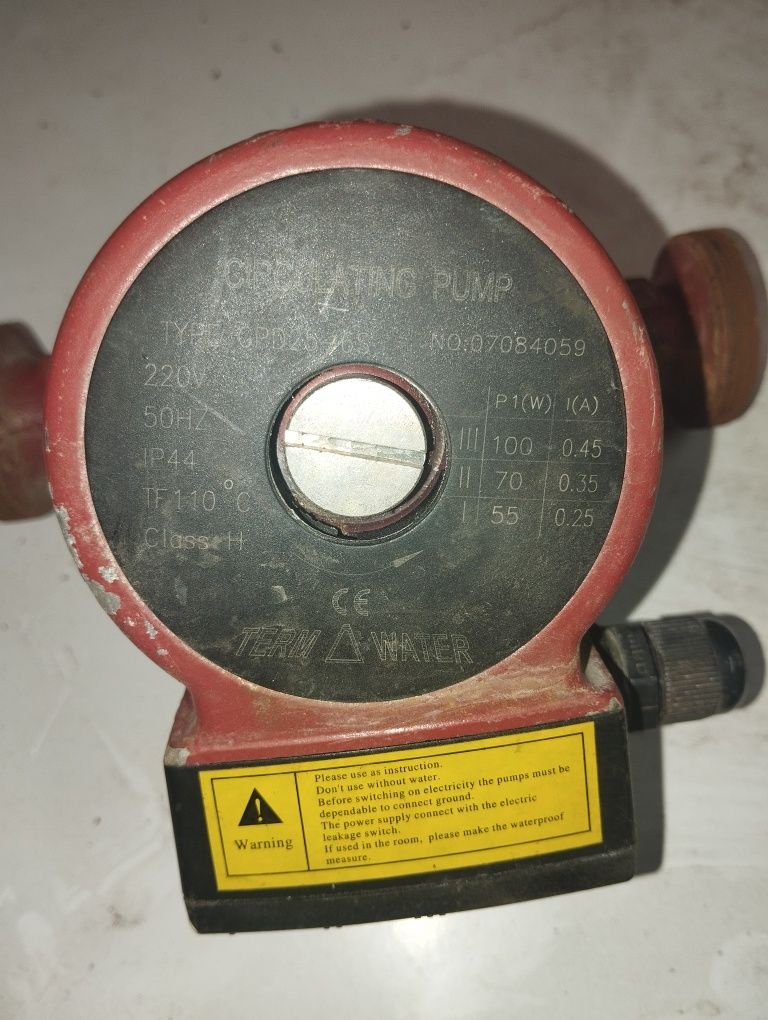 CIRCULATING PUMP
TYPE
NO:07084059
220V
50HZ
IP44
TF110°C
Class:H
P1(W) I(A)
III 100 0.45
II 70 0.35
I 55 0.25
CE
TERM WATER
Warning
Please use as instruction.
Don't use without water.
Before switching on electricity the pumps must be
dependable to connect ground.
The power supply connect with the electric
leakage switch.
If used in the room, please make the waterproof
measure.